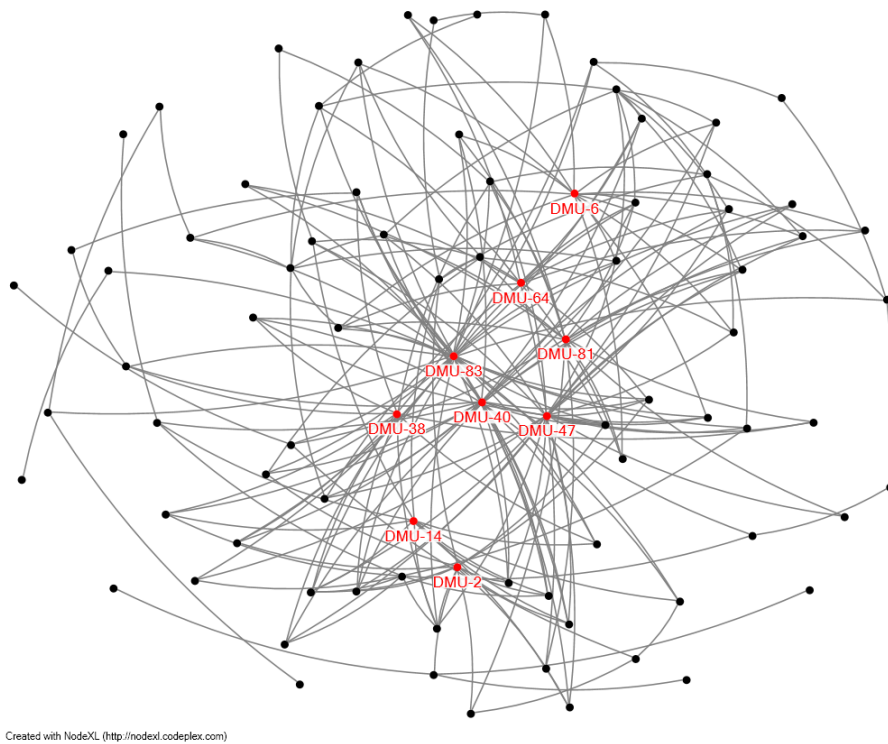 DMU-6
DMU-64
DMU-81
DMU-83
DMU-40
DMU-38
DMU-47
DMU-14
DMU-2
Created with NodeXL (http://nodexl.codeplex.com)